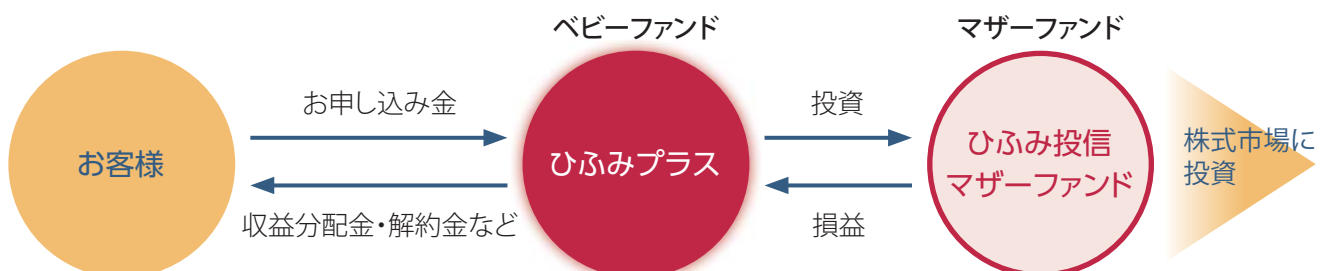 ベビーファンド
マザーファンド
お申し込み金
投資
お客様
ひふみプラス
ひふみ投信
マザーファンド
株式市場に
投資
収益分配金・解約金など
損益